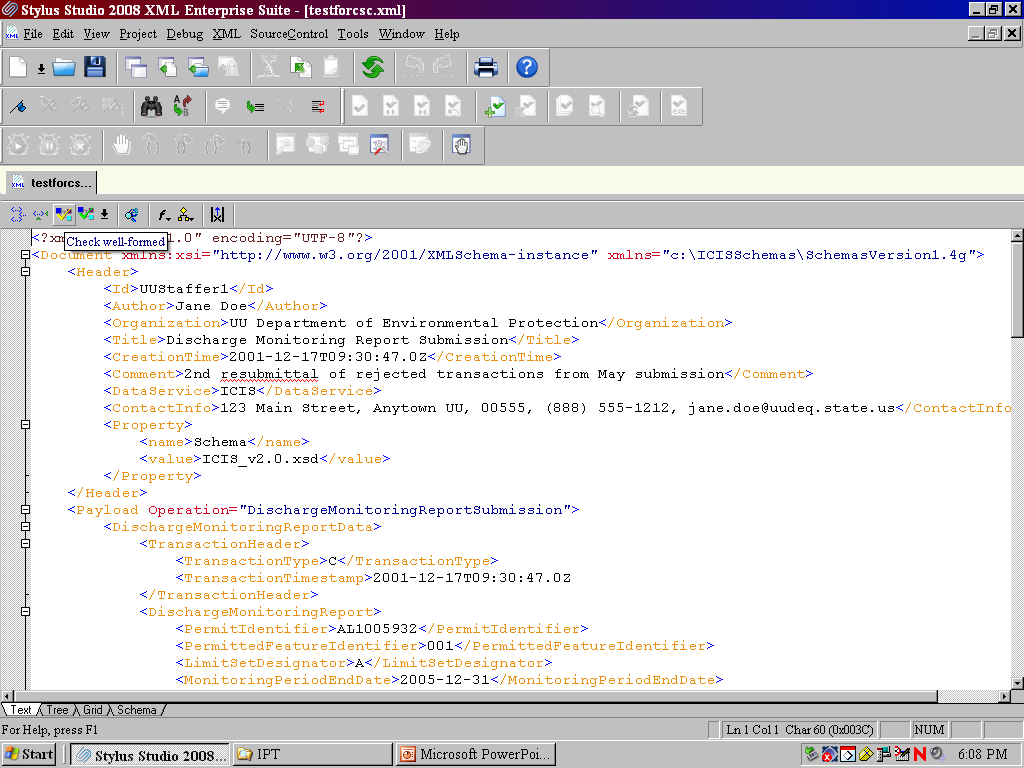 Stylus Studio 2008 XML Enterprise Suite - [testforcsc.xml]
File Edit View Project Debug XML SourceControl Tools Window Help
testforcs...
<?xm 1.0" encoding="UTF-8"?>
Check well-formed
<Document xmlns:xsi="http://www.w3.org/2001/XMLSchema-instance" xmlns="c:\ICISSchemas\SchemasVersion1.4g">
<Header>
<Id>UUStaffer1</Id>
<Author>Jane Doe</Author>
<Organization>UU Department of Environmental Protection</Organization>
<Title>Discharge Monitoring Report Submission</Title>
<CreationTime>2001-12-17T09:30:47.0Z</CreationTime>
<Comment>2nd resubmittal of rejected transactions from May submission</Comment>
<DataService>ICIS</DataService>
<ContactInfo>123 Main Street, Anytown UU, 00555, (888) 555-1212, jane.doe@uudeq.state.us</ContactInfo
<Property>
<name>Schema</name>
<value>ICIS_v2.0.xsd</value>
</Property>
</Header>
<Payload Operation="DischargeMonitoringReportSubmission">
<DischargeMonitoringReportData>
<TransactionHeader>
<TransactionType>C</TransactionType>
<TransactionTimestamp>2001-12-17T09:30:47.0Z
</TransactionHeader>
<DischargeMonitoringReport>
<PermitIdentifier>AL1005932</PermitIdentifier>
<PermittedFeatureIdentifier>001</PermittedFeatureIdentifier>
<LimitSetDesignator>A</LimitSetDesignator>
<MonitoringPeriodEndDate>2005-12-31</MonitoringPeriodEndDate>
Text Tree Grid Schema
For Help, press F1 Ln 1 Col 1 Char 60 (0x003C) NUM
Start Stylus Studio 2008... IPT Microsoft PowerPoi... 6:08 PM